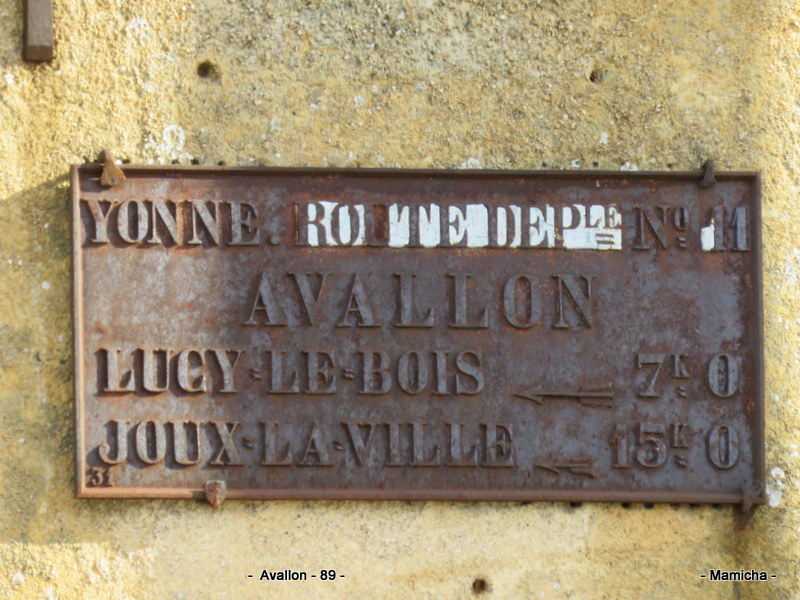 YONNE. ROUTE DEPLE No. 11
AVALLON
LUCY=LE=BOIS 7K 0
JOUX=LA=VILLE 15K 0
31
- Avallon - 89 -
- Mamicha -